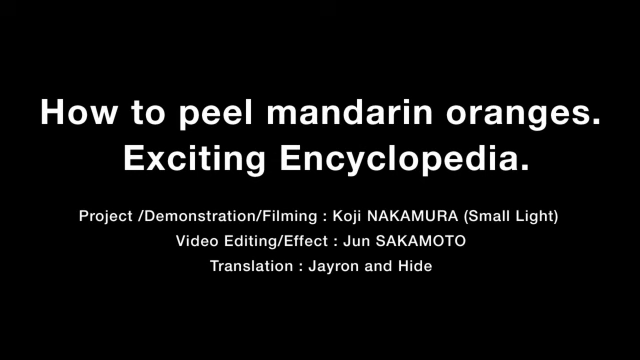 How to peel mandarin oranges.
Exciting Encyclopedia.
Project /Demonstration/Filming : Koji NAKAMURA (Small Light)
Video Editing/Effect : Jun SAKAMOTO
Translation : Jayron and Hide